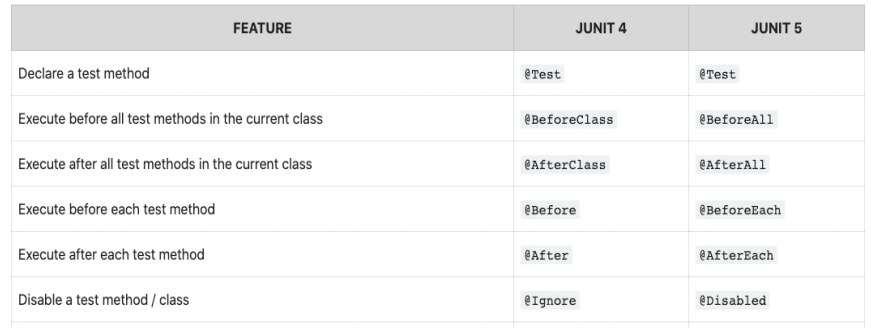 FEATURE JUNIT 4 JUNIT 5
Declare a test method @Test @Test
Execute before all test methods in the current class @BeforeClass @BeforeAll
Execute after all test methods in the current class @AfterClass @AfterAll
Execute before each test method @Before @BeforeEach
Execute after each test method @After @AfterEach
Disable a test method / class @Ignore @Disabled